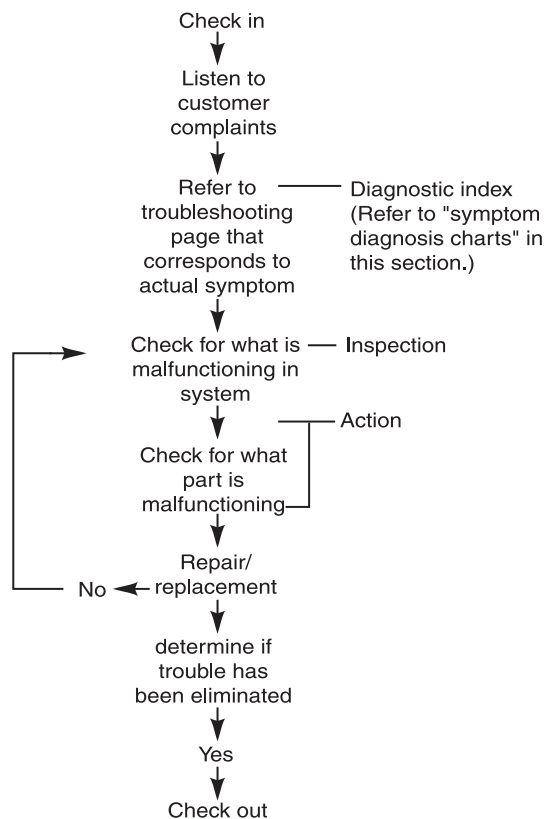 Check in
Listen to
customer
complaints
Refer to
troubleshooting
page that
corresponds to
actual symptom
Diagnostic index
(Refer to "symptom
diagnosis charts" in
this section.)
Check for what is
malfunctioning in
system
Inspection
Action
Check for what
part is
malfunctioning
Repair/
replacement
No
determine if
trouble has
been eliminated
Yes
Check out